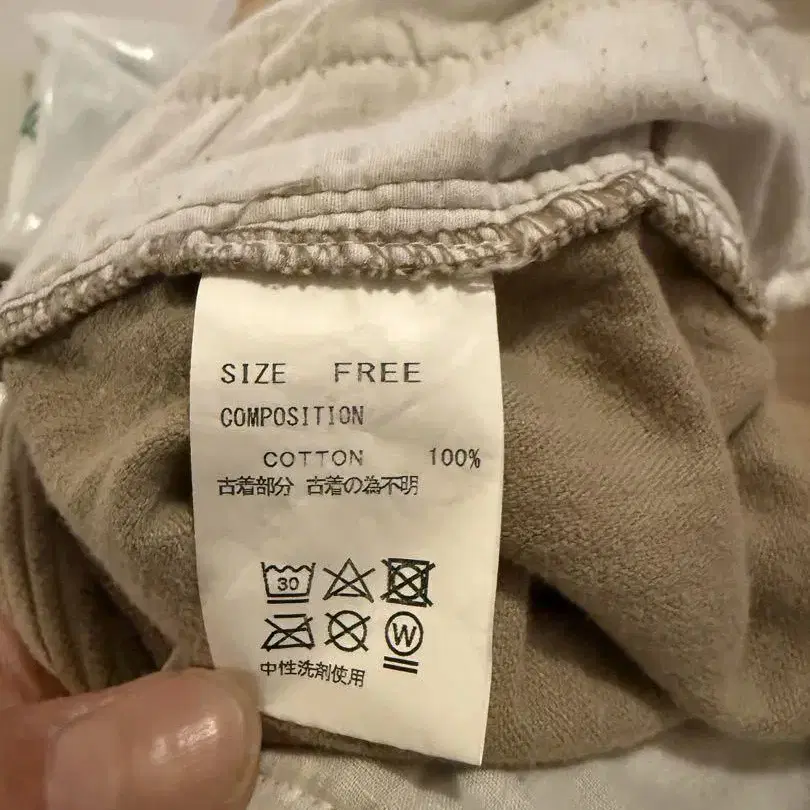 SIZE FREE
COMPOSITION
COTTON 100%
古着部分 古着の為不明
30
W
中性洗剤使用